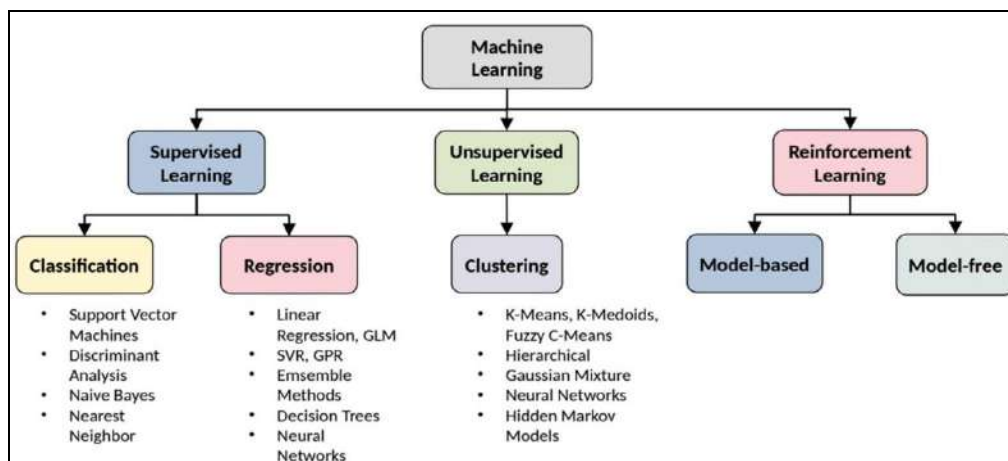 Machine
Learning
Supervised
Learning
Unsupervised
Learning
Reinforcement
Learning
Classification
Regression
Clustering
Model-based
Model-free
• Support Vector
Machines
• Discriminant
Analysis
• Naive Bayes
• Nearest
Neighbor
• Linear
Regression, GLM
• SVR, GPR
• Emsemble
Methods
• Decision Trees
• Neural
Networks
• K-Means, K-Medoids,
Fuzzy C-Means
• Hierarchical
• Gaussian Mixture
• Neural Networks
• Hidden Markov
Models